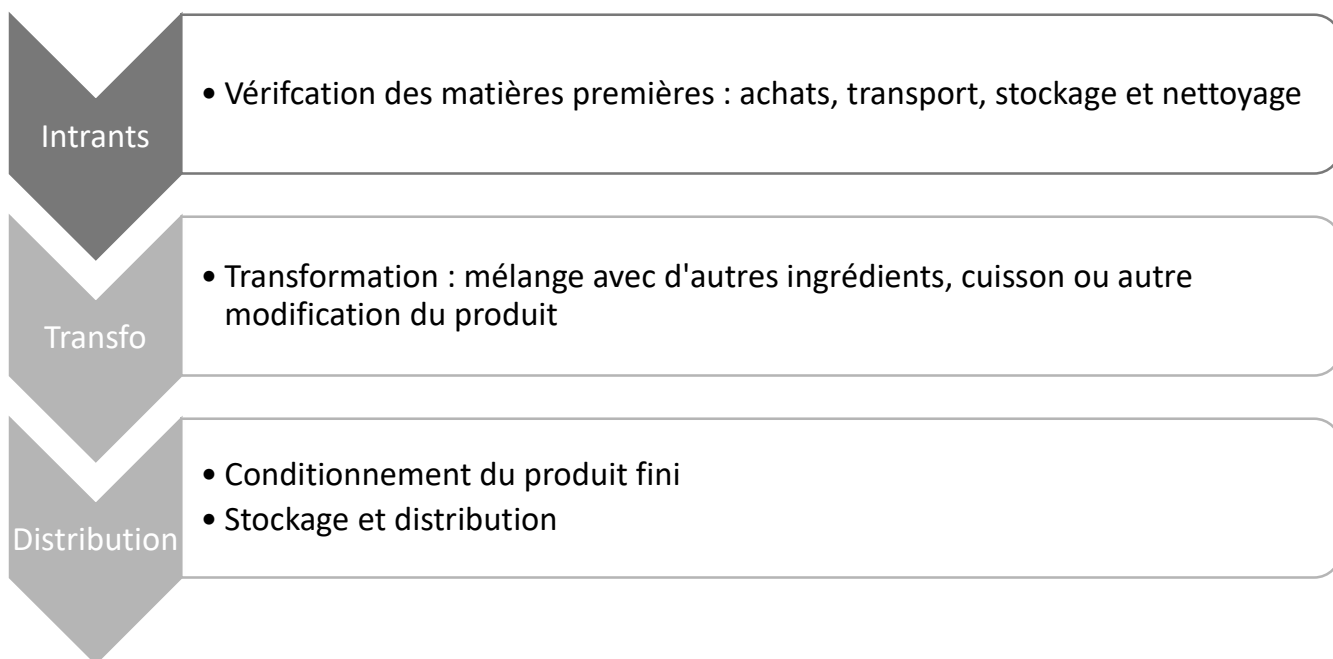 Intrants
• Vérifcation des matières premières : achats, transport, stockage et nettoyage
Transfo
• Transformation : mélange avec d'autres ingrédients, cuisson ou autre
modification du produit
Distribution
• Conditionnement du produit fini
• Stockage et distribution